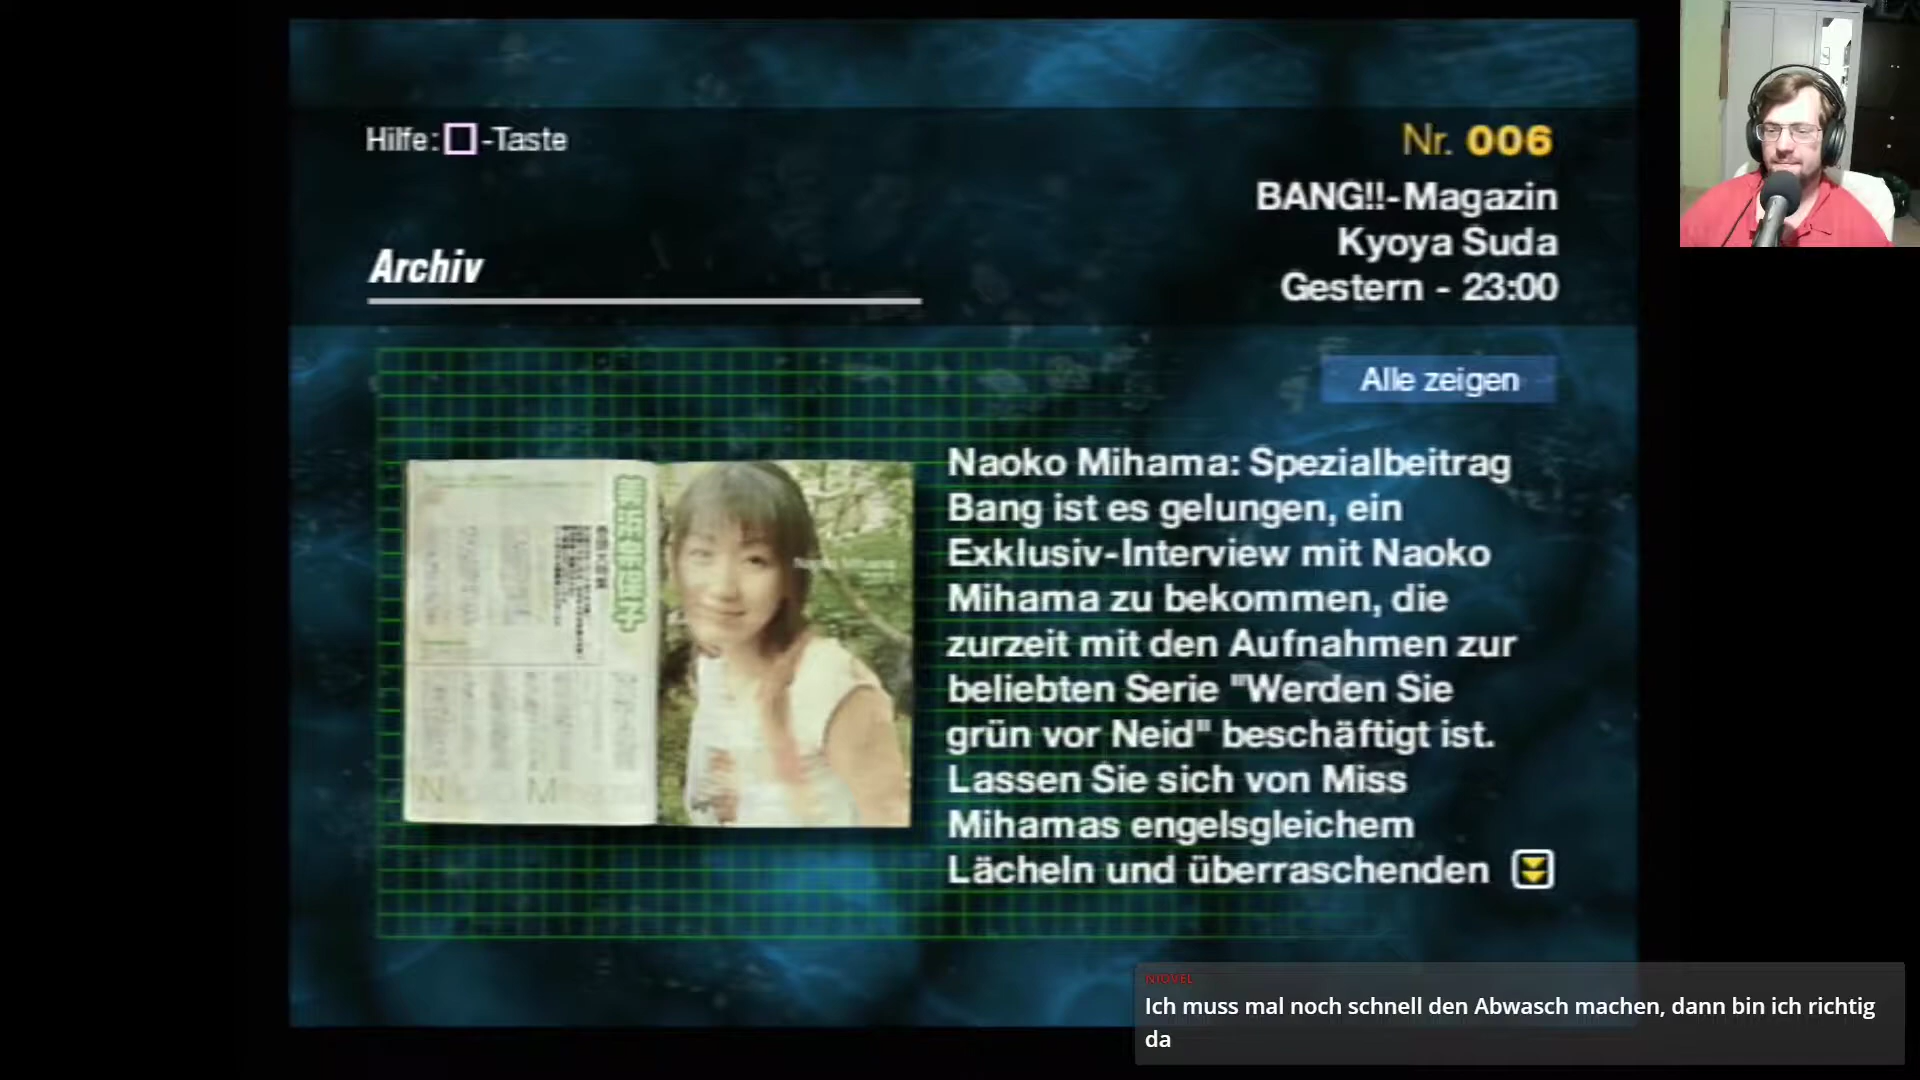 Hilfe: -Taste
Nr. 006
BANG!!-Magazin
Kyoya Suda
Gestern - 23:00
Archiv
Alle zeigen
Naoko Mihama: Spezialbeitrag
Bang ist es gelungen, ein
Exklusiv-Interview mit Naoko
Mihama zu bekommen, die
zurzeit mit den Aufnahmen zur
beliebten Serie "Werden Sie
grün vor Neid" beschäftigt ist.
Lassen Sie sich von Miss
Mihamas engelsgleichem
Lächeln und überraschenden
NIOVEL
Ich muss mal noch schnell den Abwasch machen, dann bin ich richtig
da